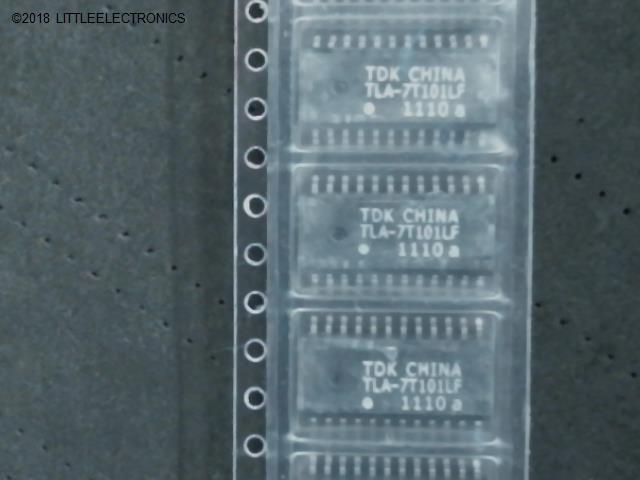 ©2018 LITTLEELECTRONICS
TDK CHINA
TLA-7T101LF
1110 a
TDK CHINA
TLA-7T101LF
1110 a
TDK CHINA
TLA-7T101LF
1110 a